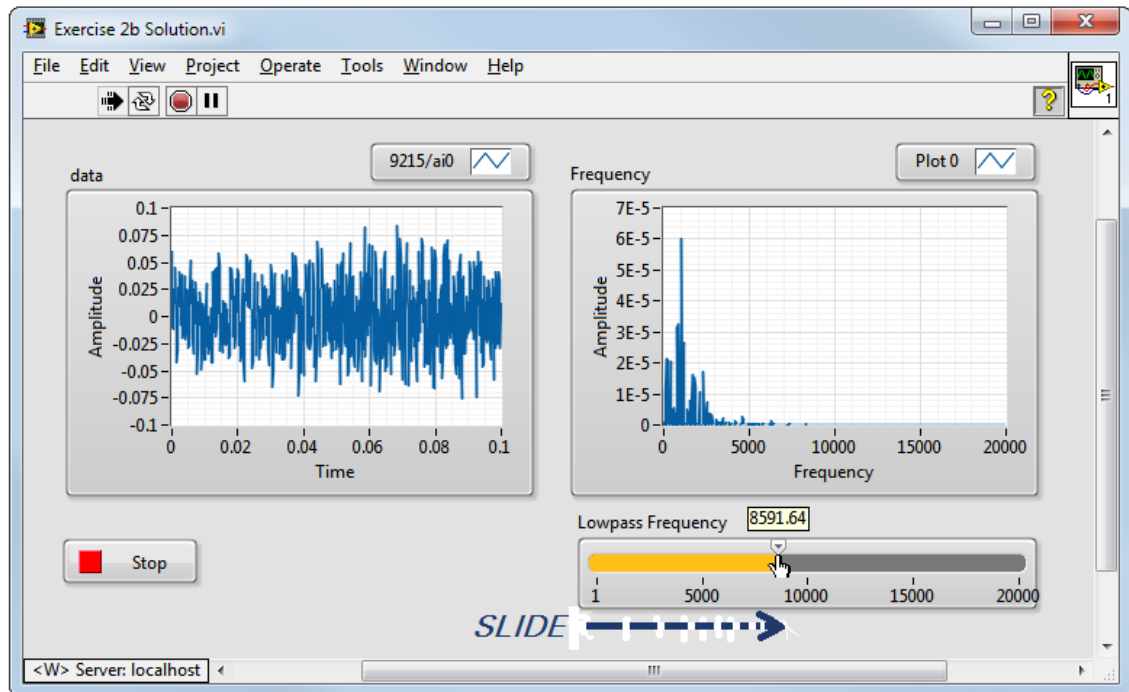 Exercise 2b Solution.vi
File Edit View Project Operate Tools Window Help
1
data
9215/ai0
0.1
0.075
0.05
0.025
0
-0.025
-0.05
-0.075
-0.1
Amplitude
0 0.02 0.04 0.06 0.08 0.1
Time
Frequency
Plot 0
7E-5
6E-5
5E-5
4E-5
3E-5
2E-5
1E-5
0
Amplitude
0 5000 10000 15000 20000
Frequency
Stop
Lowpass Frequency 8591.64
1 5000 10000 15000 20000
SLIDE
<W> Server: localhost